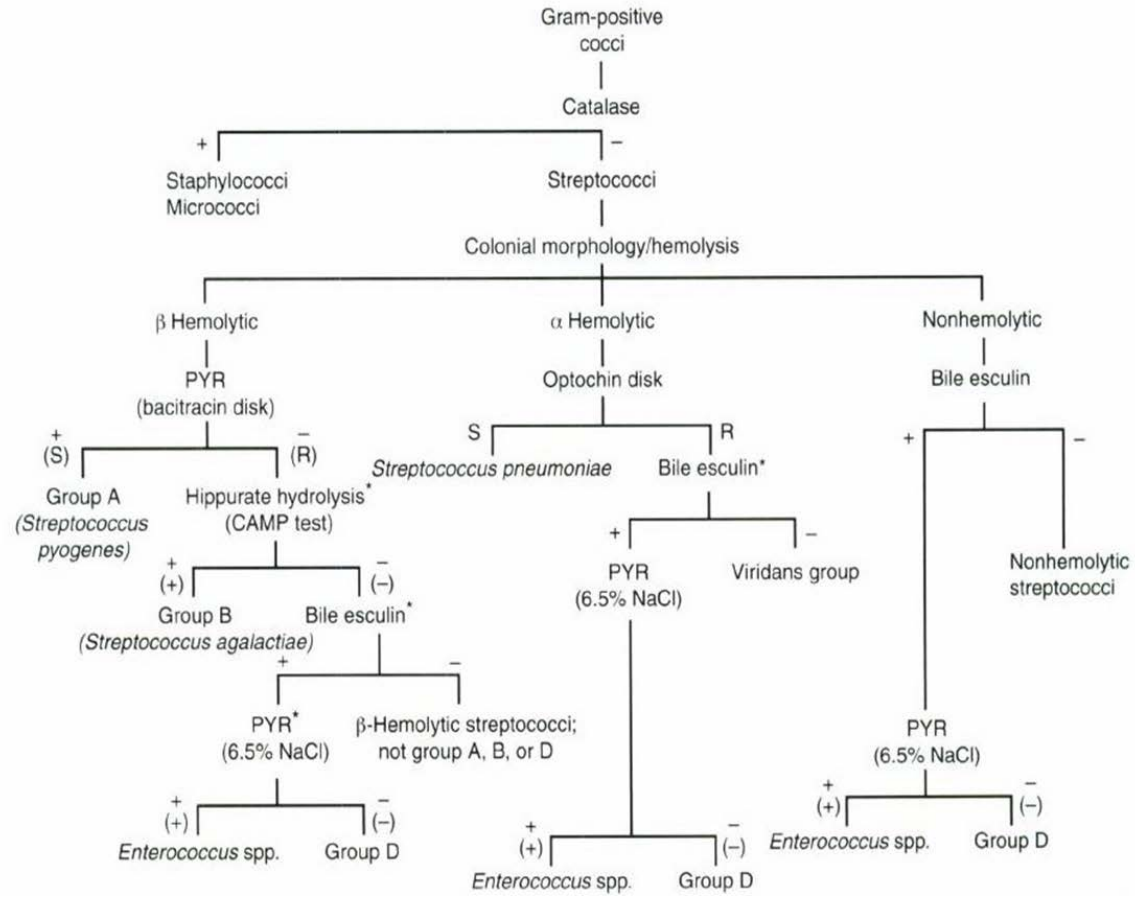 Gram-positive
cocci
Catalase
+
−
Staphylococci
Micrococci
Streptococci
Colonial morphology/hemolysis
β Hemolytic
α Hemolytic
Nonhemolytic
PYR
(bacitracin disk)
Optochin disk
Bile esculin
+
(S)
−
(R)
S
R
+
−
Group A
(Streptococcus
pyogenes)
Hippurate hydrolysis*
(CAMP test)
Streptococcus pneumoniae
Bile esculin*
+
−
+
(+)
−
(−)
Group B
(Streptococcus agalactiae)
Bile esculin*
PYR
(6.5% NaCl)
Viridans group
Nonhemolytic
streptococci
+
−
PYR*
(6.5% NaCl)
β-Hemolytic streptococci;
not group A, B, or D
PYR
(6.5% NaCl)
+
(+)
−
(−)
Enterococcus spp.
Group D
+
(+)
−
(−)
Enterococcus spp.
Group D
+
(+)
−
(−)
Enterococcus spp.
Group D